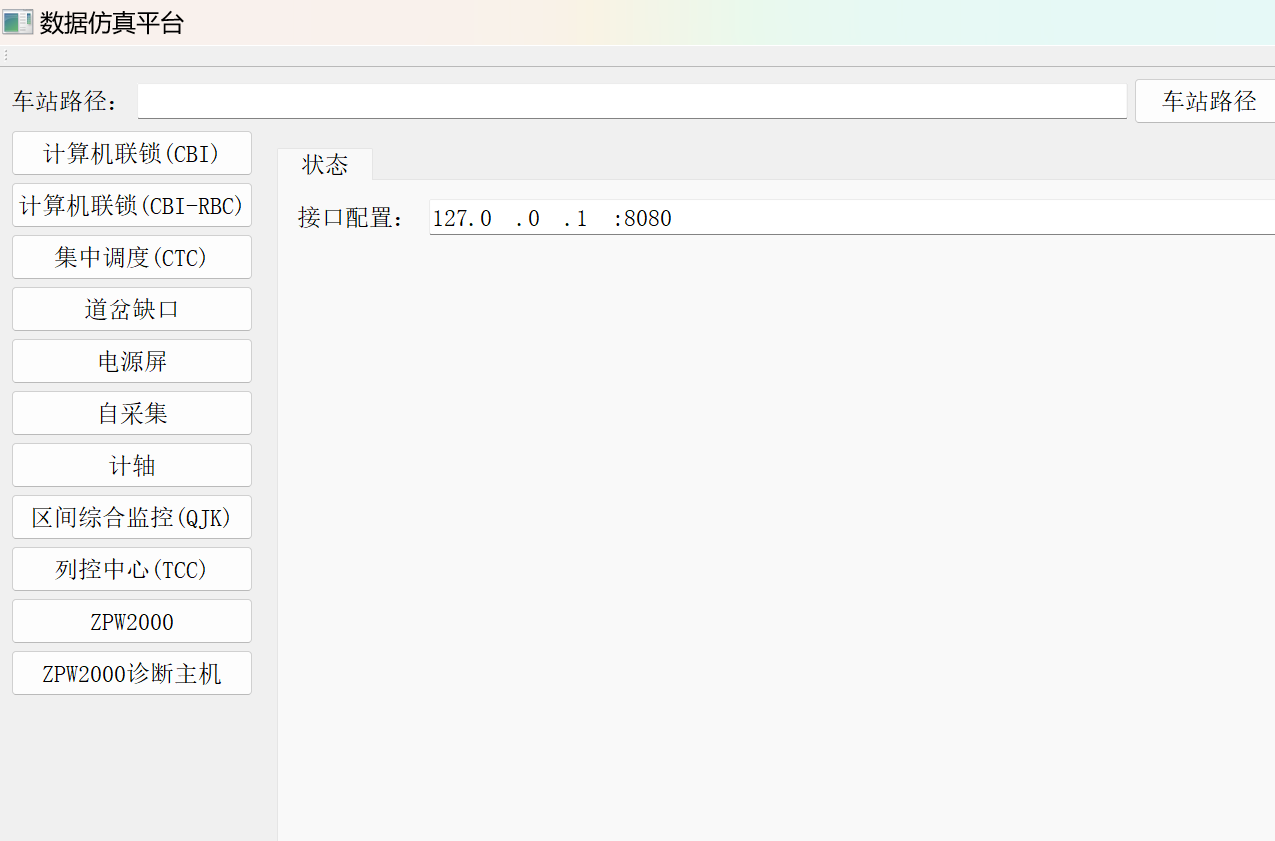 数据仿真平台
车站路径： 车站路径
计算机联锁(CBI)
计算机联锁(CBI-RBC)
集中调度(CTC)
道岔缺口
电源屏
自采集
计轴
区间综合监控(QJK)
列控中心(TCC)
ZPW2000
ZPW2000诊断主机
状态
接口配置： 127.0  .0  .1  :8080